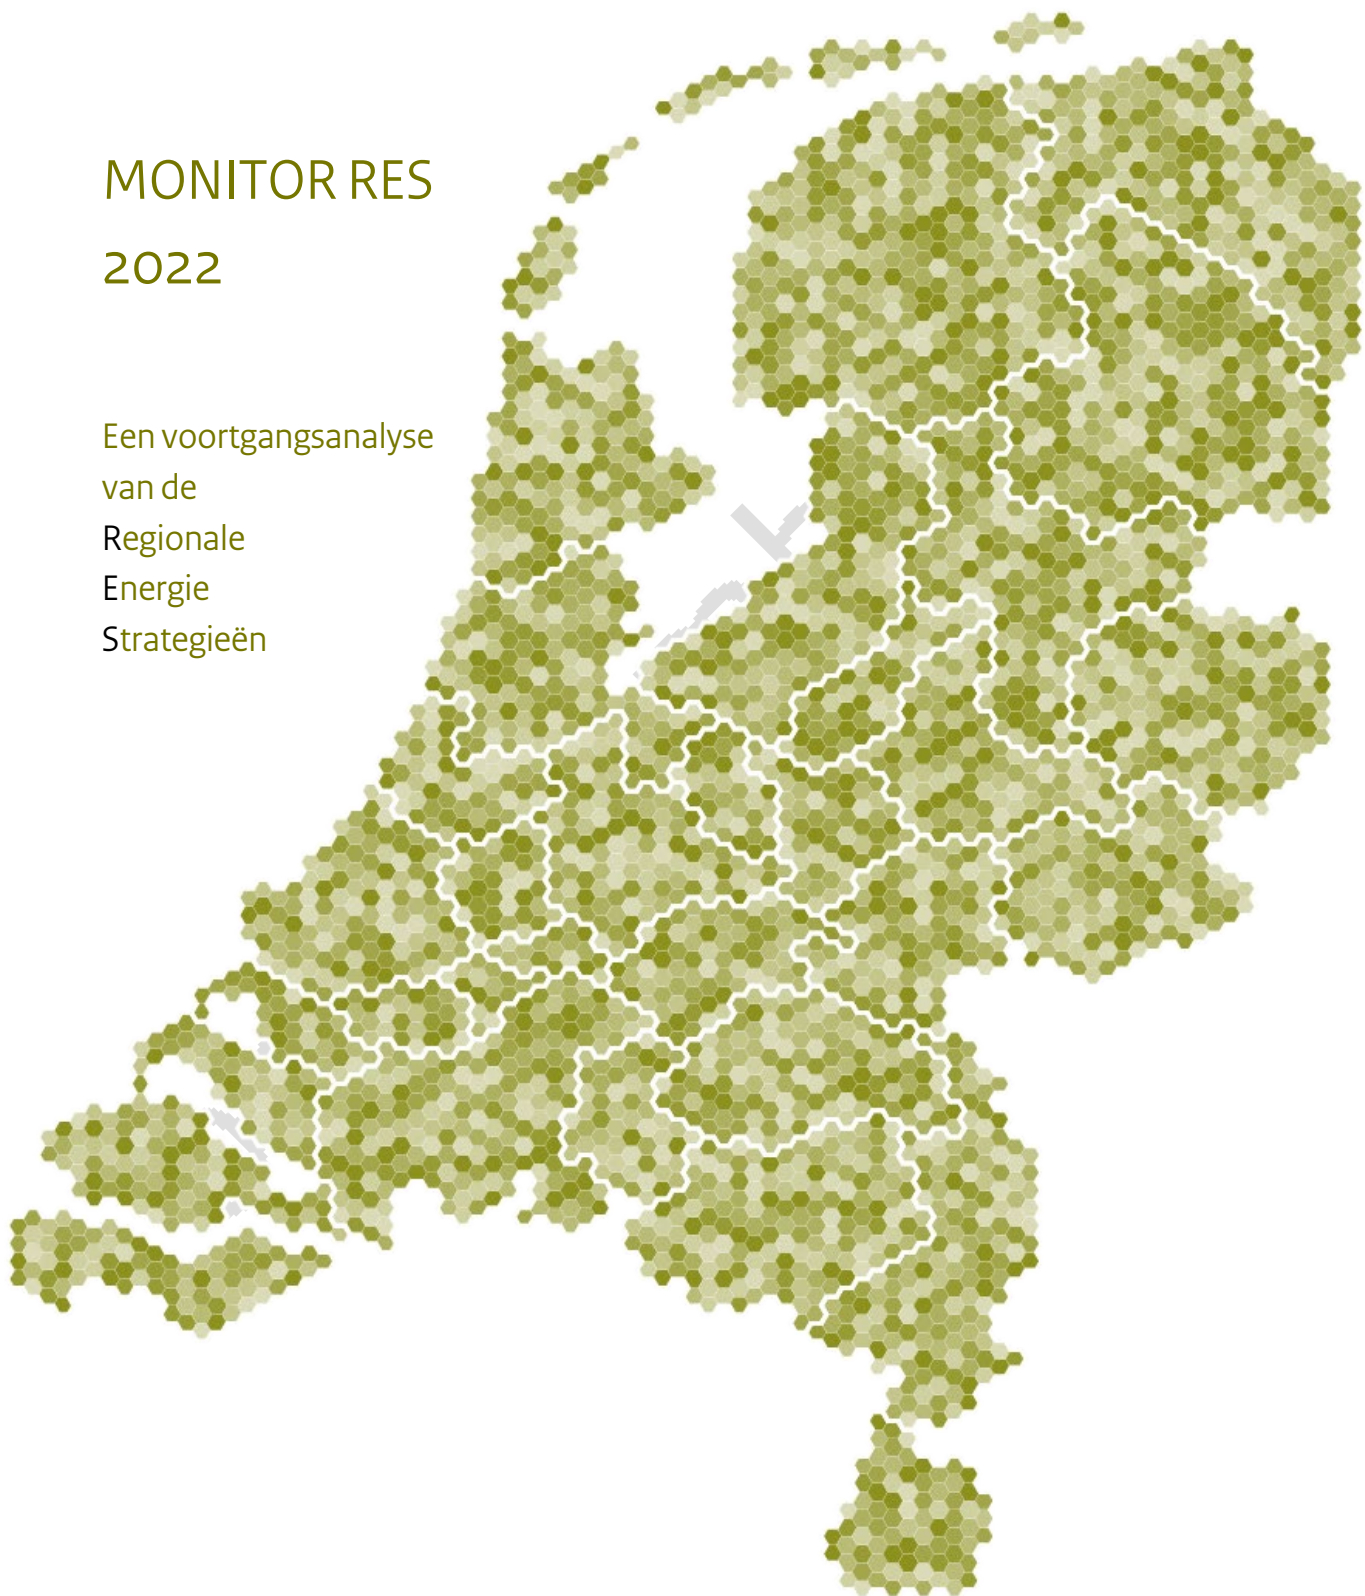 MONITOR RES
2022
Een voortgangsanalyse
van de
Regionale
Energie
Strategieën